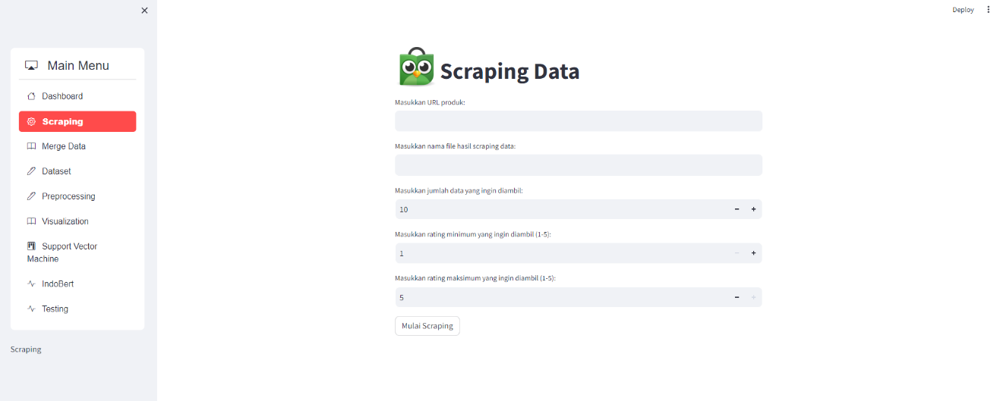 Deploy
Main Menu
Dashboard
Scraping
Merge Data
Dataset
Preprocessing
Visualization
Support Vector
Machine
IndoBert
Testing
Scraping
Scraping Data
Masukkan URL produk:
Masukkan nama file hasil scraping data:
Masukkan jumlah data yang ingin diambil:
10
Masukkan rating minimum yang ingin diambil (1-5):
1
Masukkan rating maksimum yang ingin diambil (1-5):
5
Mulai Scraping